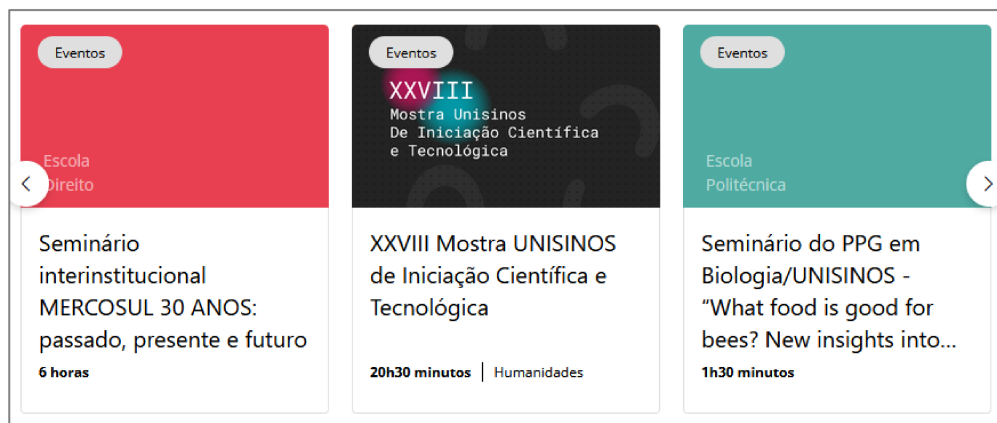 Eventos
Escola
Direito
Seminário
interinstitucional
MERCOSUL 30 ANOS:
passado, presente e futuro
6 horas
Eventos
XXVIII
Mostra Unisinos
De Iniciação Científica
e Tecnológica
XXVIII Mostra UNISINOS
de Iniciação Científica e
Tecnológica
20h30 minutos | Humanidades
Eventos
Escola
Politécnica
Seminário do PPG em
Biologia/UNISINOS -
“What food is good for
bees? New insights into...
1h30 minutos